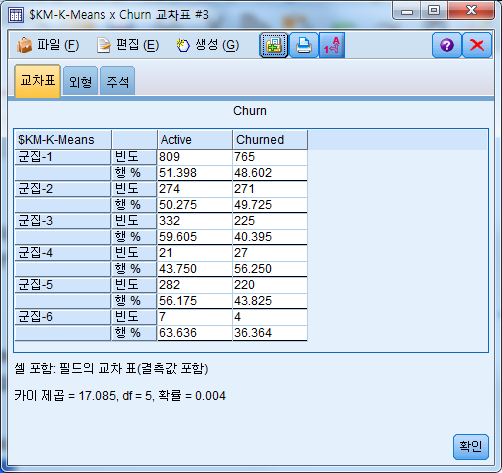 $KM-K-Means x Churn 교차표 #3
파일 (F) 편집 (E) 생성 (G)
교차표 외형 주석
Churn
$KM-K-Means Active Churned
군집-1 빈도 809 765
행 % 51.398 48.602
군집-2 빈도 274 271
행 % 50.275 49.725
군집-3 빈도 332 225
행 % 59.605 40.395
군집-4 빈도 21 27
행 % 43.750 56.250
군집-5 빈도 282 220
행 % 56.175 43.825
군집-6 빈도 7 4
행 % 63.636 36.364
셀 포함: 필드의 교차 표(결측값 포함)
카이 제곱 = 17.085, df = 5, 확률 = 0.004
확인